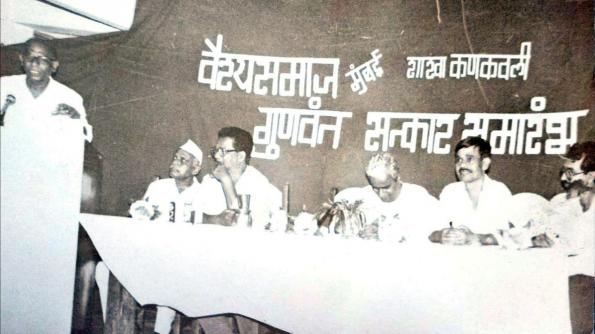 वैश्यसमाज मुंबई शाखा कणकवली
गुणवंत सत्कार समारंभ